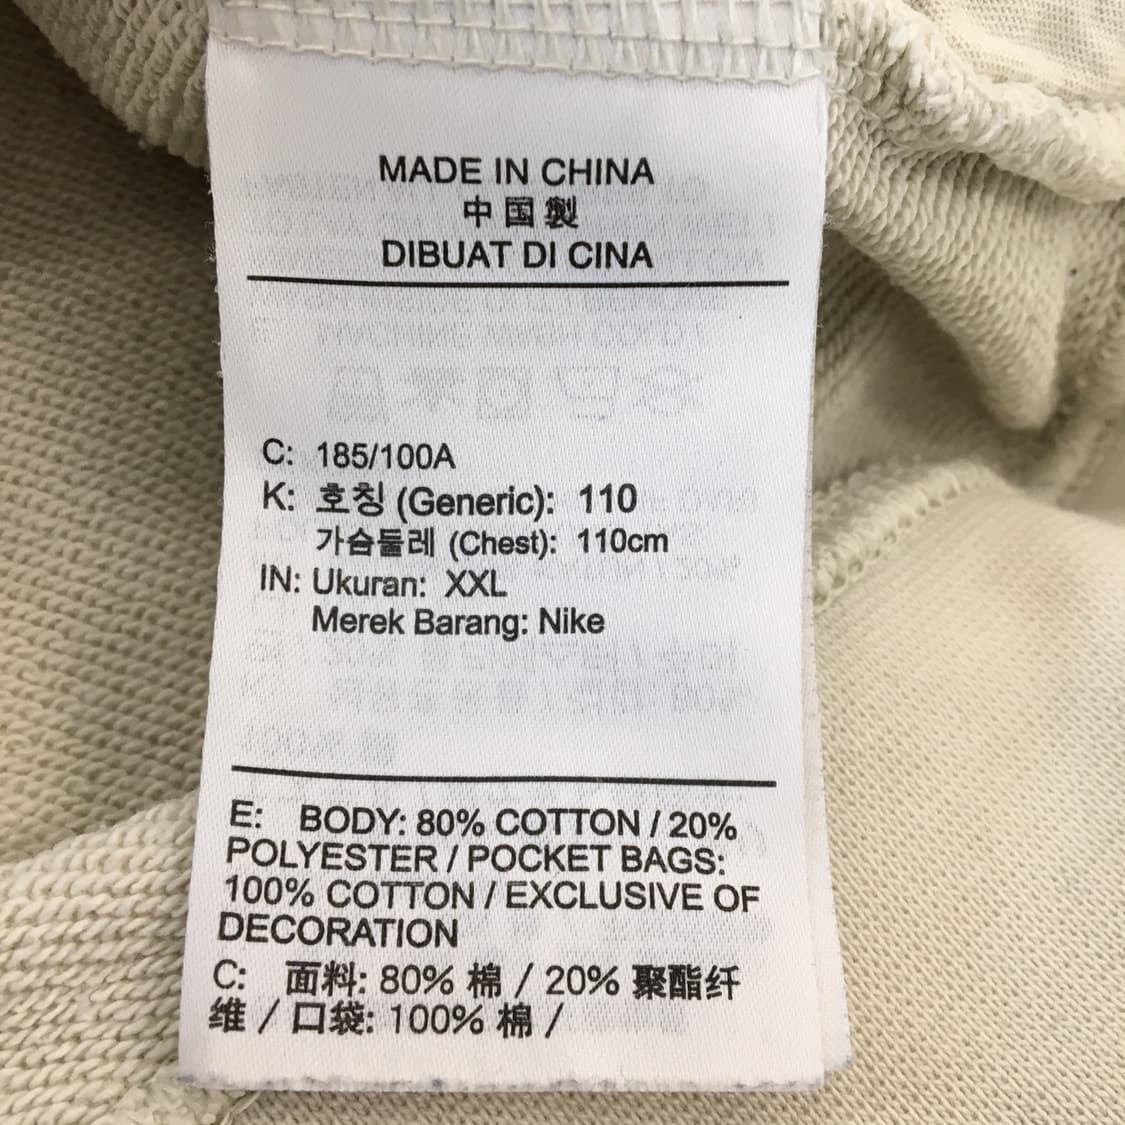 MADE IN CHINA
中国製
DIBUAT DI CINA
C: 185/100A
K: 호칭 (Generic): 110
가슴둘레 (Chest): 110cm
IN: Ukuran: XXL
Merek Barang: Nike
E: BODY: 80% COTTON / 20%
POLYESTER / POCKET BAGS:
100% COTTON / EXCLUSIVE OF
DECORATION
C: 面料: 80% 棉 / 20% 聚酯纤
维 / 口袋: 100% 棉 /